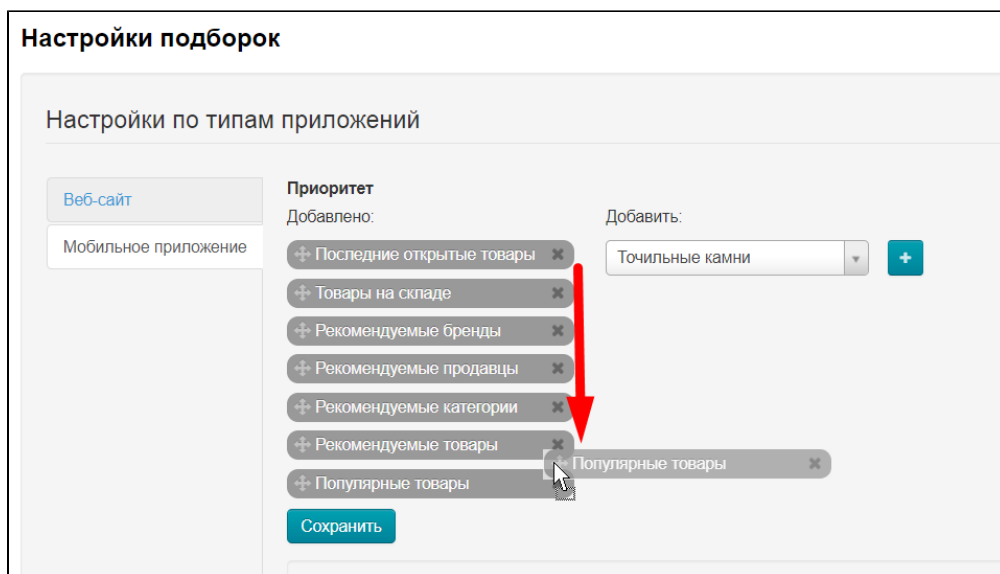 Настройки подборок
Настройки по типам приложений
Веб-сайт
Мобильное приложение
Приоритет
Добавлено:
Последние открытые товары
Товары на складе
Рекомендуемые бренды
Рекомендуемые продавцы
Рекомендуемые категории
Рекомендуемые товары
Популярные товары
Популярные товары
Сохранить
Добавить:
Точильные камни
+